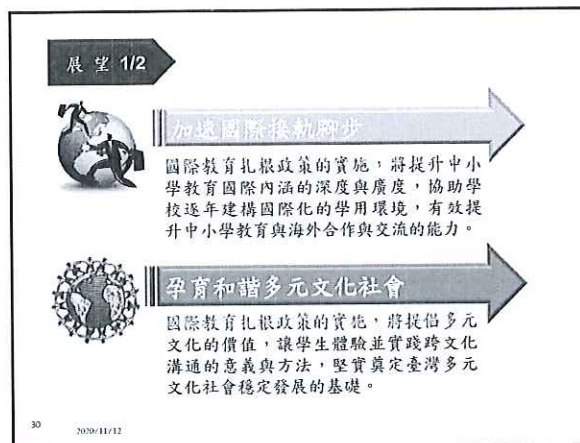 展望 1/2
加速國際接軌腳步
國際教育扎根政策的實施，將提升中小
學教育國際內涵的深度與廣度，協助學
校逐年建構國際化的學用環境，有效提
升中小學教育與海外合作與交流的能力。
孕育和諧多元文化社會
國際教育扎根政策的實施，將提倡多元
文化的價值，讓學生體驗並實踐跨文化
溝通的意義與方法，堅實奠定臺灣多元
文化社會穩定發展的基礎。
30
2020/11/12